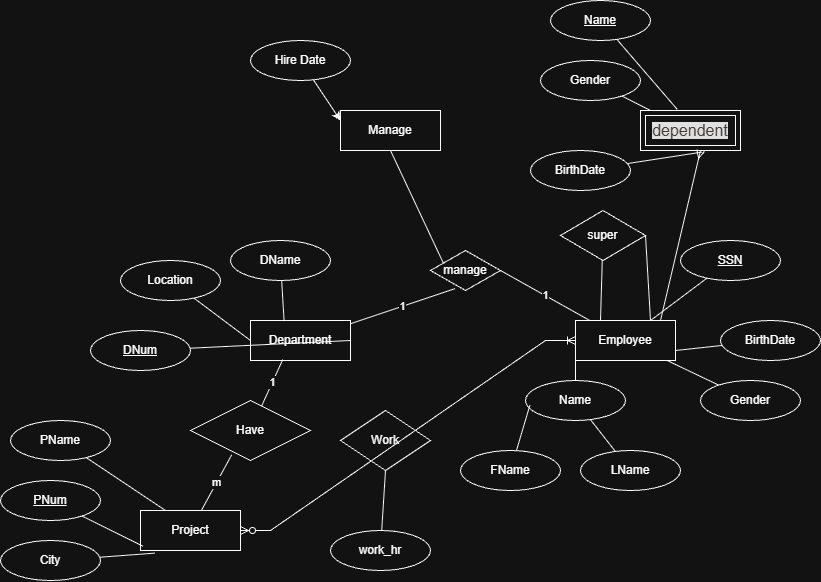 Name
Hire Date
Gender
Manage
dependent
BirthDate
super
DName
SSN
manage
Location
1
1
Department
Employee
BirthDate
DNum
1
Name
Gender
Have
Work
PName
FName
LName
m
PNum
Project
work_hr
City